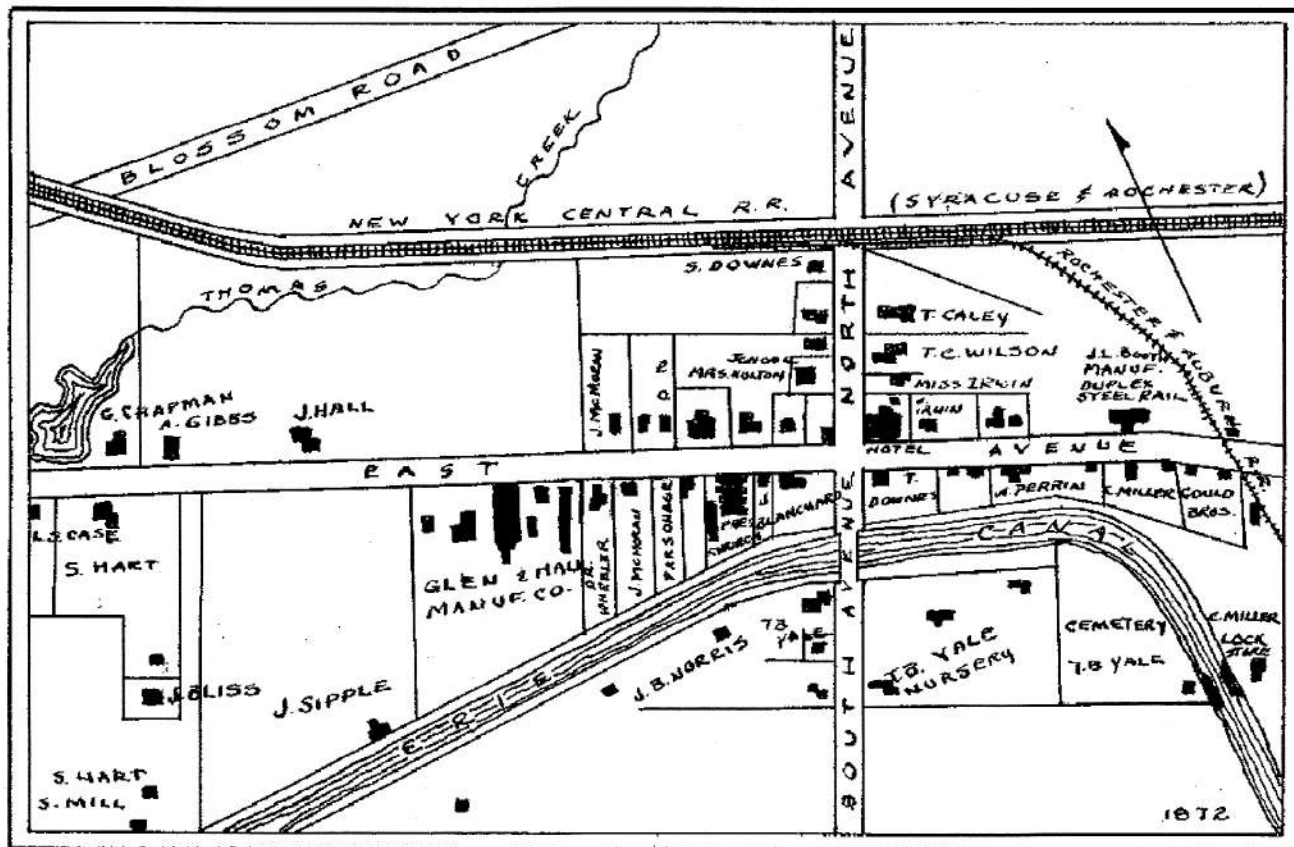 BLOSSOM ROAD
CREEK
NORTH AVENUE
NEW YORK CENTRAL R.R.
(SYRACUSE & ROCHESTER)
THOMAS
S. DOWNES
ROCHESTER & AUBURN R.R.
T. CALEY
T.C. WILSON
MISS IRWIN
IRWIN
J.L. BOOTH
MANUF.
DUPLEX
STEEL RAIL
MRS. HOLTON
J. MCMORAN
G. CHAPMAN
A. GIBBS
J. HALL
EAST AVENUE
HOTEL
L.S. CASE
S. HART
GLEN & HALL
MANUF. CO.
DR.
WHEELER
J. MCMORAN
PARSONAGE
PRES.
CHURCH
J.
BLANCHARD
T.
DOWNES
A. PERRIN
C. MILLER
GOULD
BROS.
ERIE CANAL
SOUTH AVENUE
J. BLISS
J. SIPPLE
J.B. NORRIS
T.B.
YALE
T.B. YALE
NURSERY
CEMETERY
T.B YALE
C. MILLER
LOCK
STORE
S. HART
S. MILL
1872